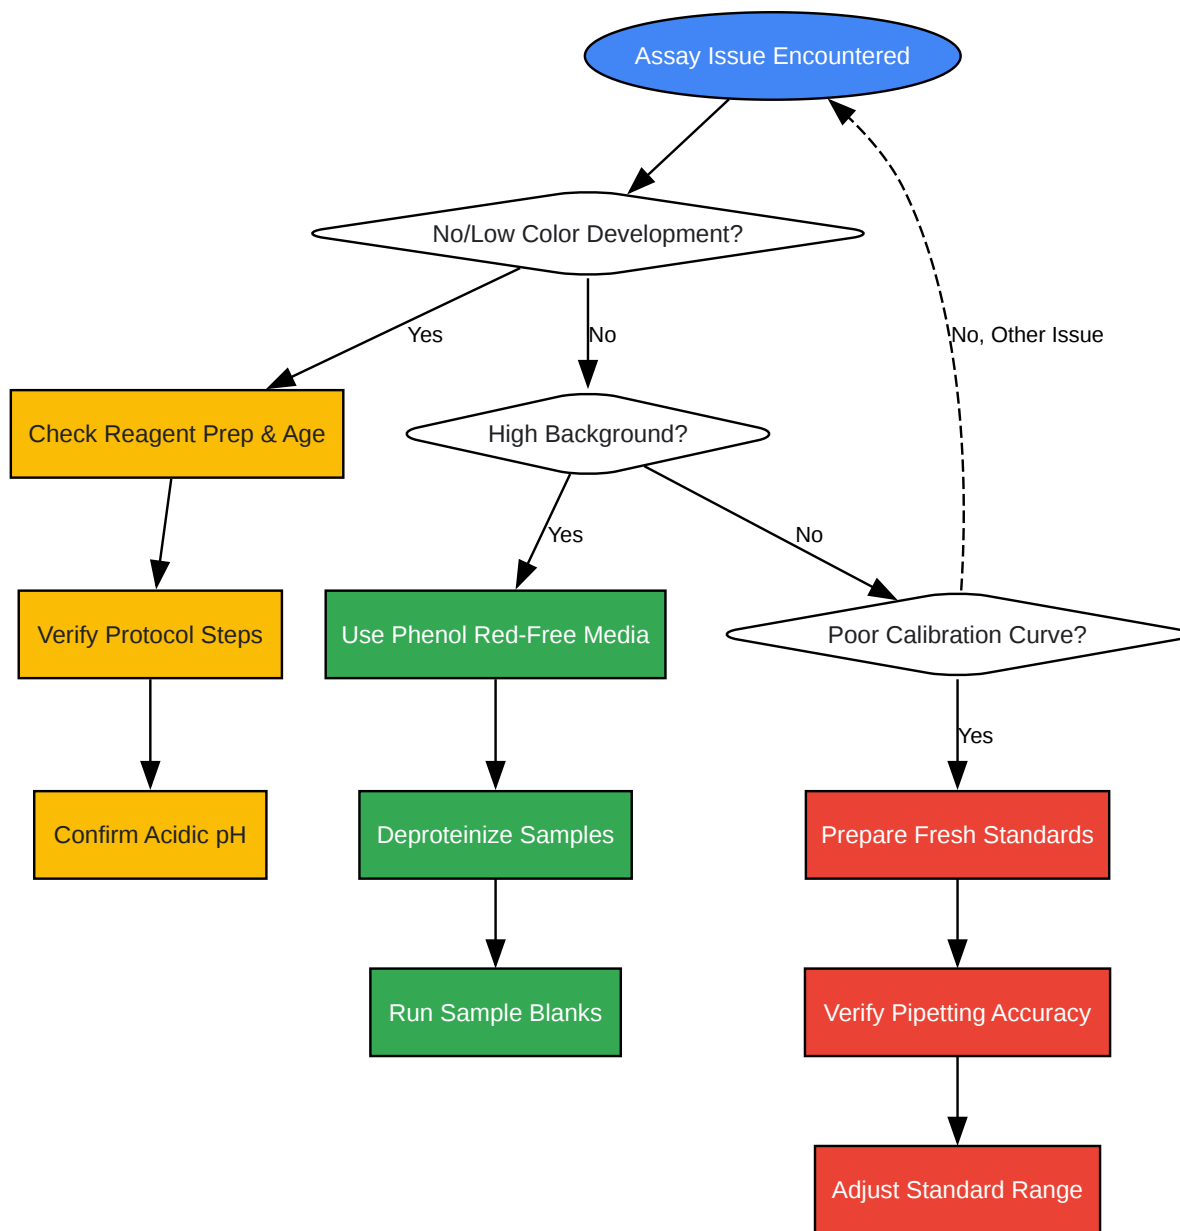 Assay Issue Encountered
No/Low Color Development?
Yes
No
No, Other Issue
Check Reagent Prep & Age
High Background?
Yes
No
Verify Protocol Steps
Use Phenol Red-Free Media
Poor Calibration Curve?
Yes
Confirm Acidic pH
Deproteinize Samples
Prepare Fresh Standards
Run Sample Blanks
Verify Pipetting Accuracy
Adjust Standard Range